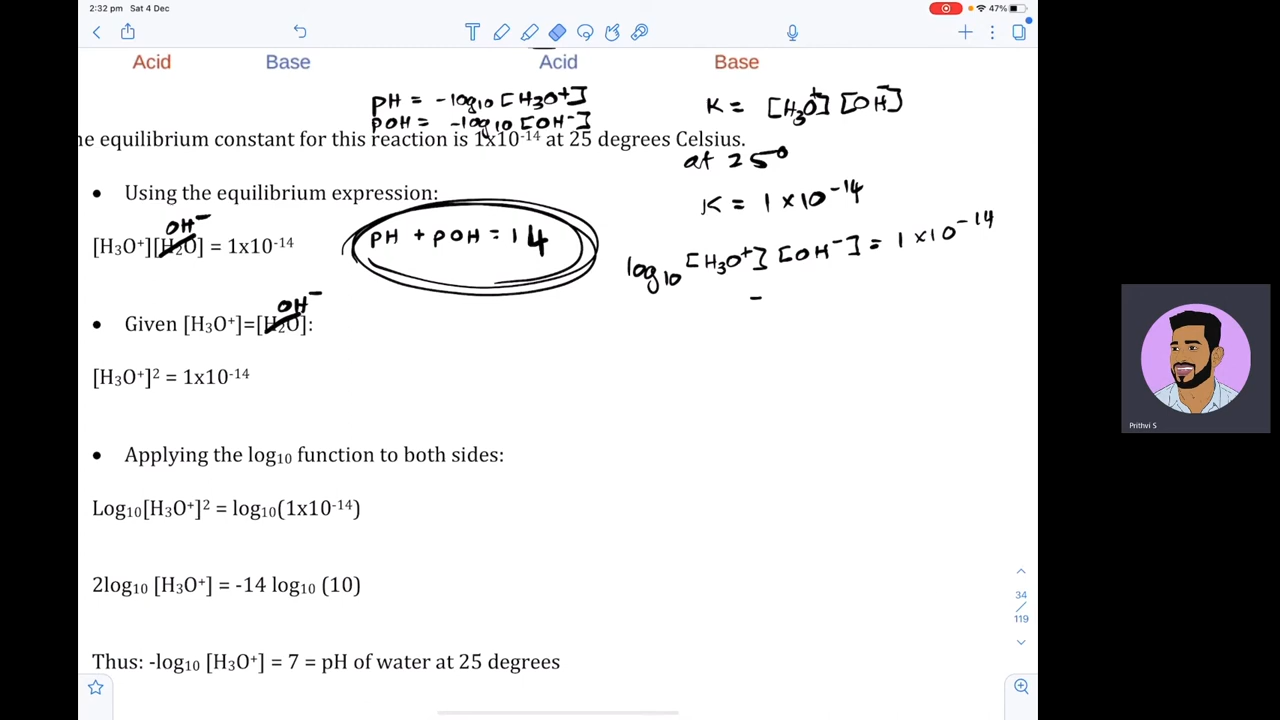 2:32 pm Sat 4 Dec
47%
Acid Base Acid Base
pH = -log10 [H3O+]
pOH = -log10 [OH-]
K = [H3O+] [OH-]
he equilibrium constant for this reaction is 1x10-14 at 25 degrees Celsius.
at 25°
• Using the equilibrium expression:
K = 1 x 10-14
OH-
[H3O+][H2O] = 1x10-14
pH + pOH = 14
log10 [H3O+] [OH-] = 1 x 10-14
OH-
• Given [H3O+]=[H2O]:
[H3O+]2 = 1x10-14
Prithvi S
• Applying the log10 function to both sides:
Log10[H3O+]2 = log10(1x10-14)
2log10 [H3O+] = -14 log10 (10)
34
/
119
Thus: -log10 [H3O+] = 7 = pH of water at 25 degrees